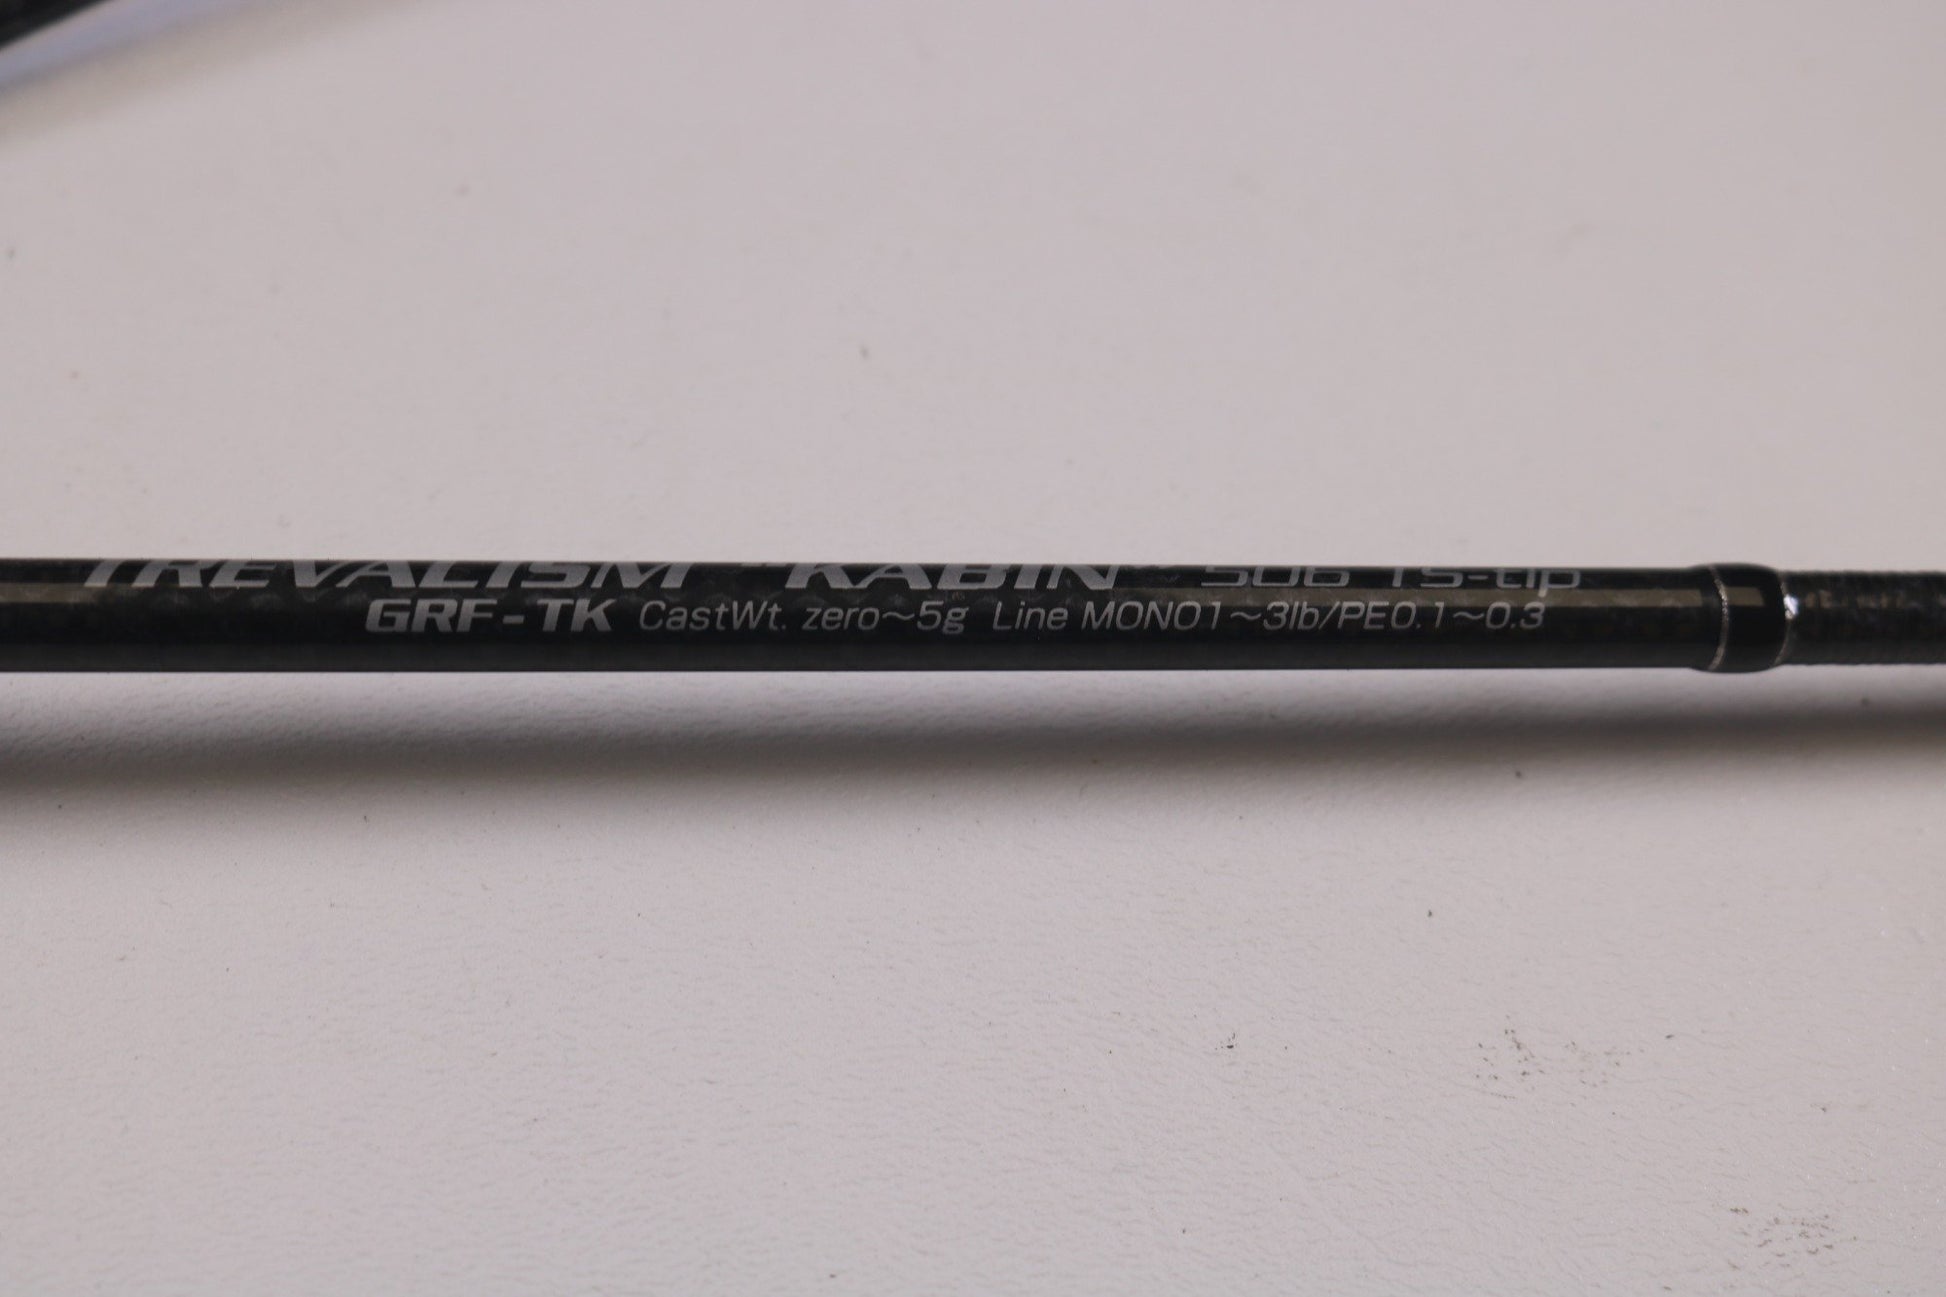 TREVALISM "KABIN" 506 TS-tip
GRF-TK CastWt. zero~5g Line MONO1~3lb/PE0.1~0.3